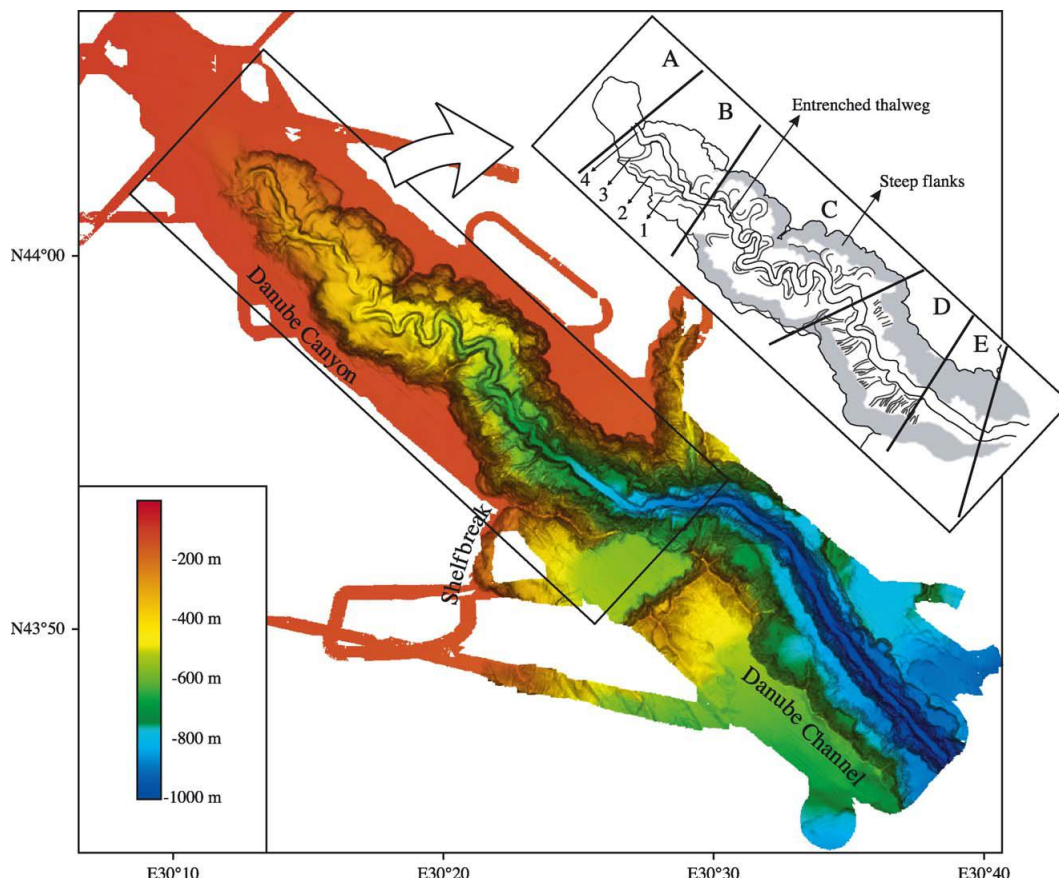 A
B
Entrenched thalweg
Steep flanks
4
3
2
1
C
D
E
N44°00'
Danube Canyon
Shelfbreak
-200 m
-400 m
-600 m
-800 m
-1000 m
N43°50'
Danube Channel
E30°10'
E30°20'
E30°30'
E30°40'